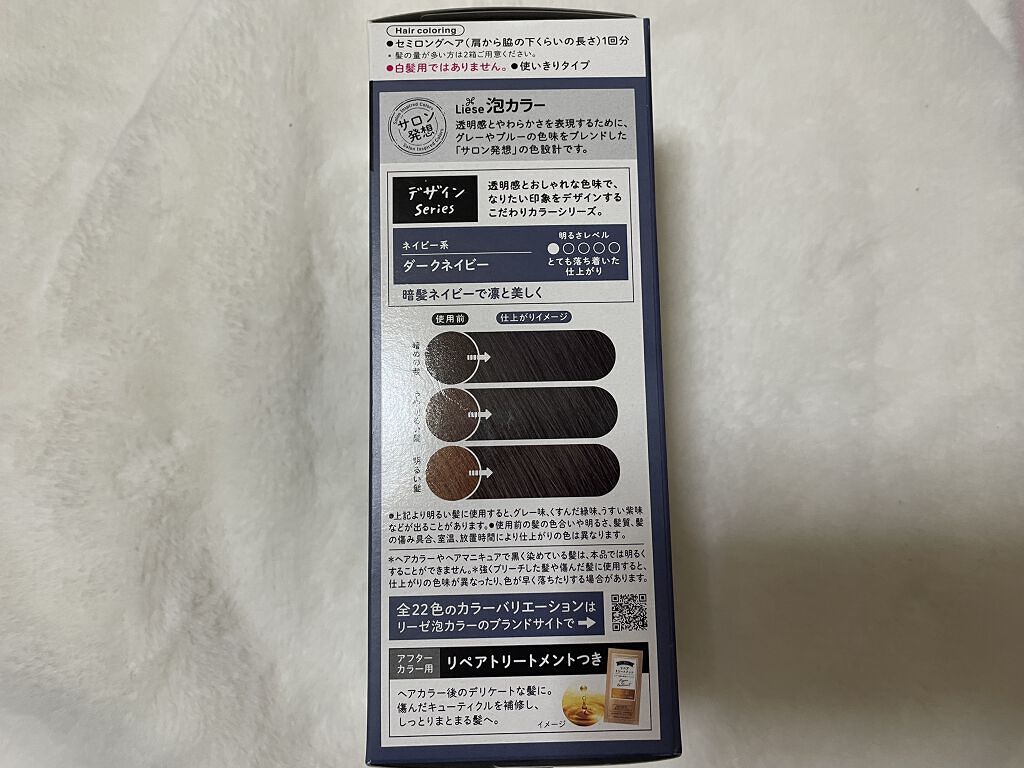 Hair coloring
●セミロングヘア(肩から脇の下くらいの長さ)1回分
・髪の量が多い方は2箱ご用意ください。
●白髪用ではありません。●使いきりタイプ
Salon Inspired Colors
サロン
発想
Salon Inspired Colors
Liese 泡カラー
透明感とやわらかさを表現するために、
グレーやブルーの色味をブレンドした
「サロン発想」の色設計です。
デザイン
Series
透明感とおしゃれな色味で、
なりたい印象をデザインする
こだわりカラーシリーズ。
ネイビー系
ダークネイビー
明るさレベル
●○○○○
とても落ち着いた
仕上がり
暗髪ネイビーで凛と美しく
使用前
仕上がりイメージ
暗めの髪
明るい髪
●上記より明るい髪に使用すると、グレー味、くすんだ緑味、うすい紫味
などが出ることがあります。●使用前の髪の色合いや明るさ、髪質、髪
の傷み具合、室温、放置時間により仕上がりの色は異なります。
*ヘアカラーやヘアマニキュアで黒く染めている髪は、本品では明るく
することができません。*強くブリーチした髪や傷んだ髪に使用すると、
仕上がりの色味が異なったり、色が早く落ちたりする場合があります。
全22色のカラーバリエーションは
リーゼ泡カラーのブランドサイトで➡
アフター
カラー用
リペアトリートメントつき
ヘアカラー後のデリケートな髪に。
傷んだキューティクルを補修し、
しっとりまとまる髪へ。
イメージ
リペア
トリートメント